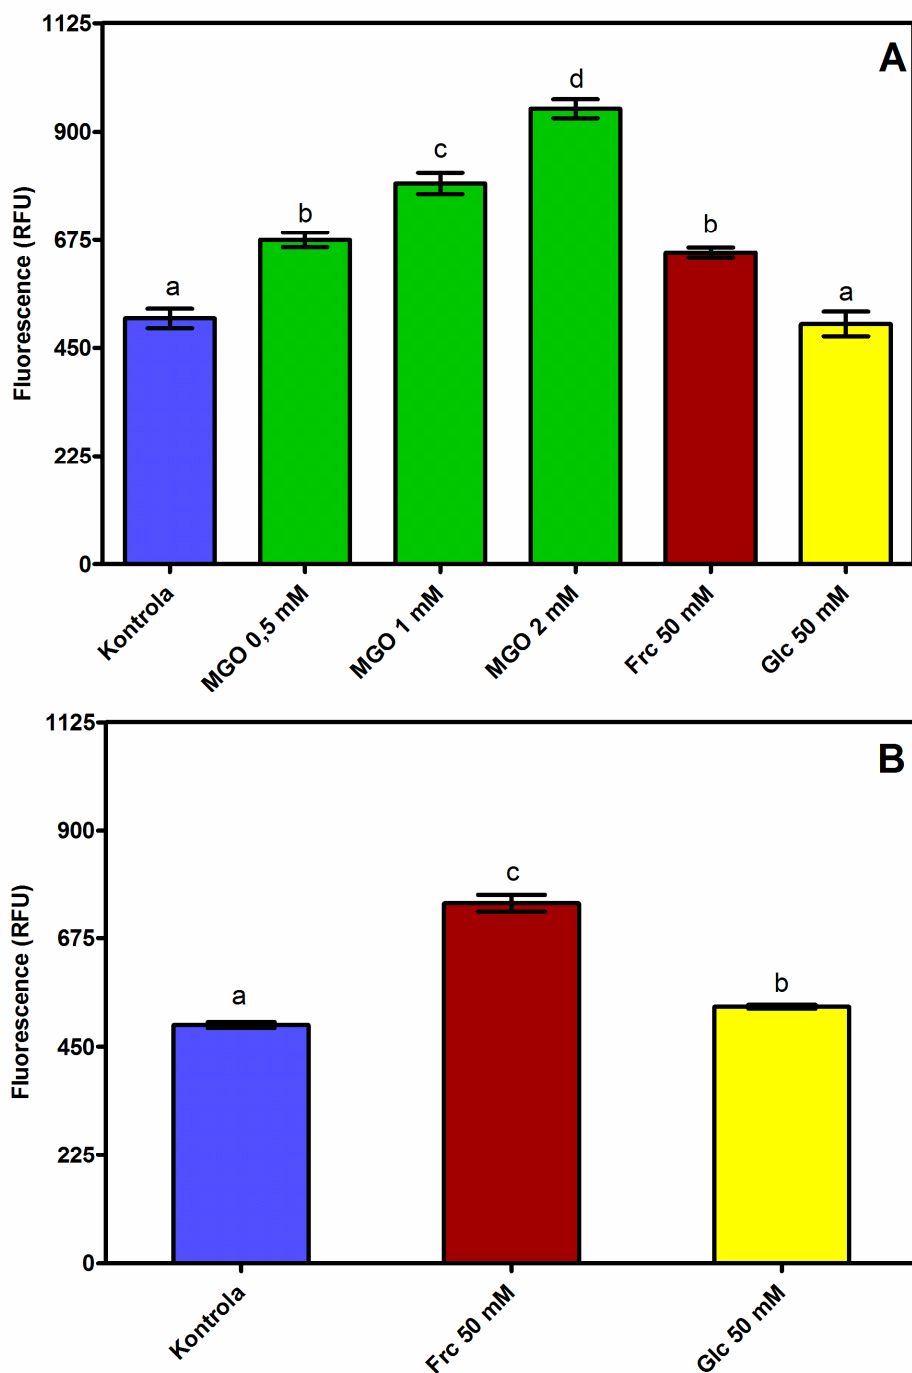 A
Fluorescence (RFU)
1125
900
675
450
225
0
d
c
b
b
a
a
Kontrola
MGO 0,5 mM
MGO 1 mM
MGO 2 mM
Frc 50 mM
Glc 50 mM
B
Fluorescence (RFU)
1125
900
675
450
225
0
a
c
b
Kontrola
Frc 50 mM
Glc 50 mM